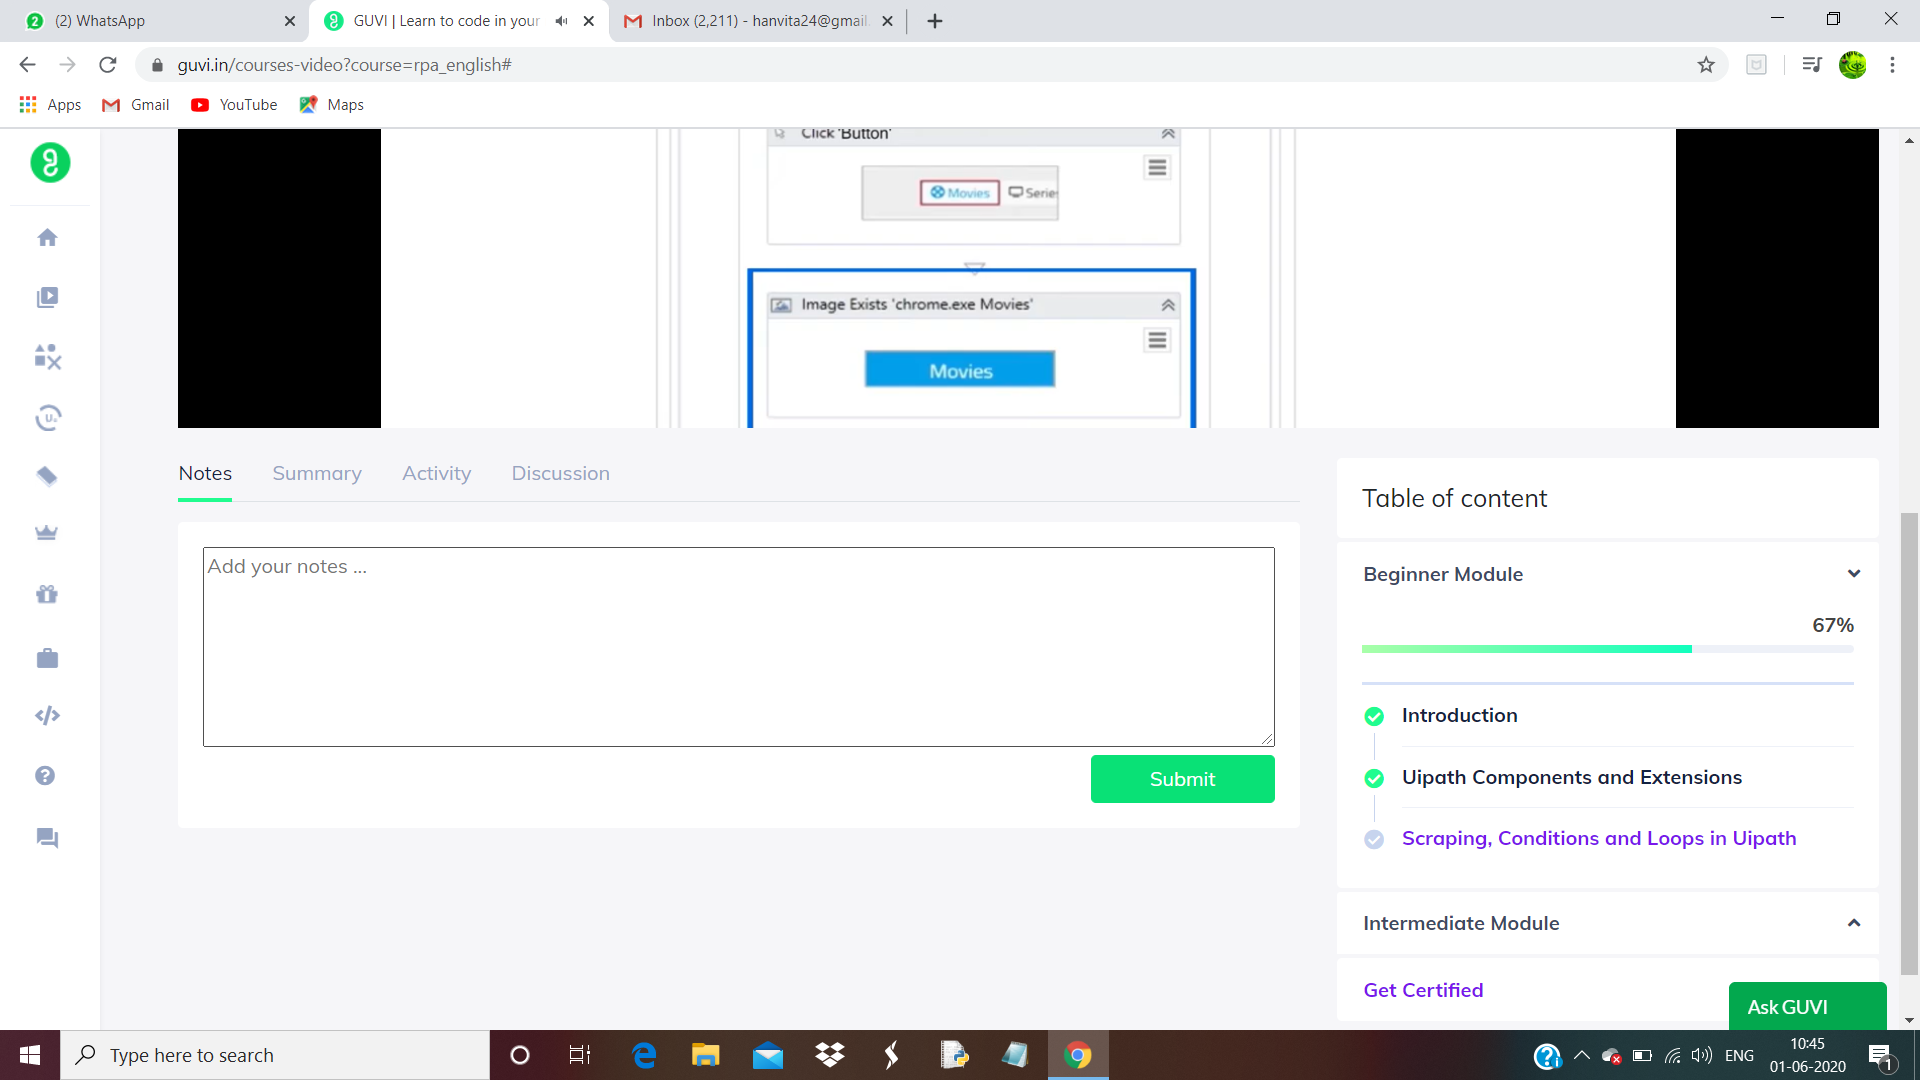 (2) WhatsApp
GUVI | Learn to code in your
Inbox (2,211) - hanvita24@gmail.
guvi.in/courses-video?course=rpa_english#
Apps
Gmail
YouTube
Maps
Click 'Button'
Movies
Series
Image Exists 'chrome.exe Movies'
Movies
Notes
Summary
Activity
Discussion
Add your notes ...
Submit
Table of content
Beginner Module
67%
Introduction
Uipath Components and Extensions
Scraping, Conditions and Loops in Uipath
Intermediate Module
Get Certified
Ask GUVI
Type here to search
ENG
10:45
01-06-2020
1